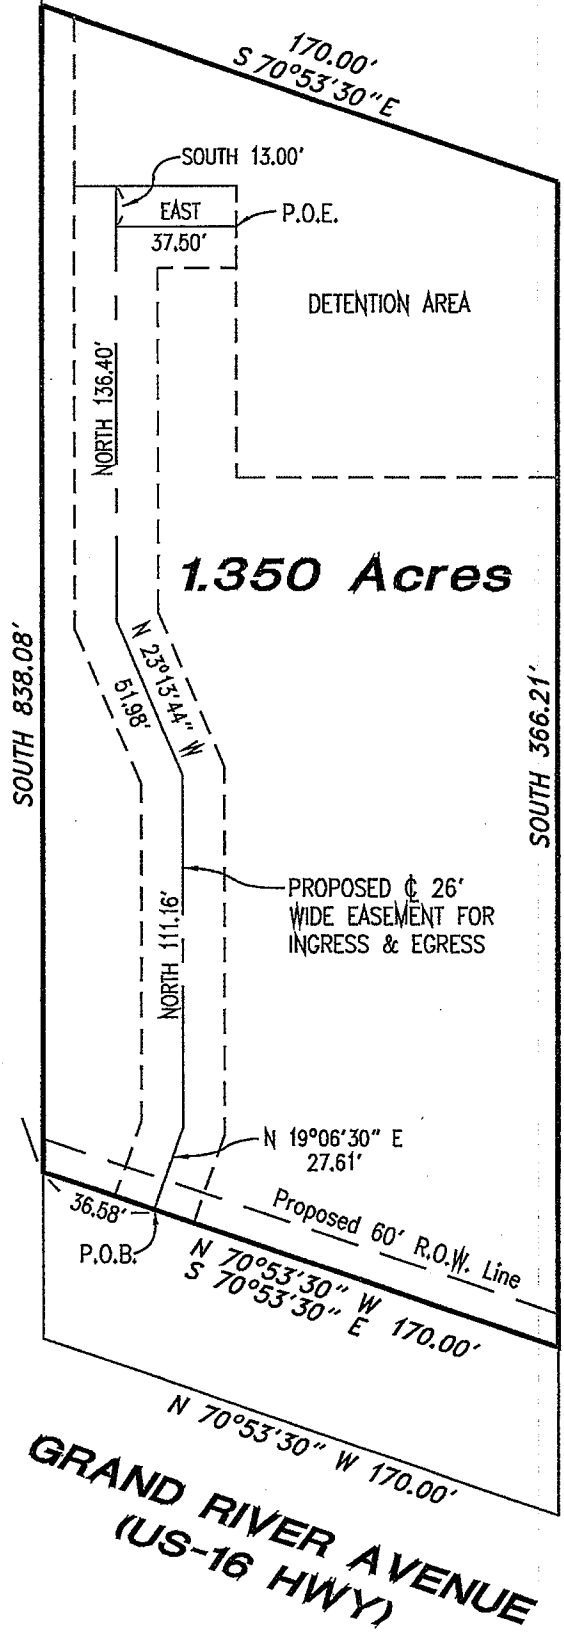 170.00'
S 70°53'30" E
SOUTH 13.00'
EAST
37.50'
P.O.E.
DETENTION AREA
NORTH 136.40'
1.350 Acres
N 23°13'44" W
51.98'
SOUTH 838.08'
SOUTH 366.21'
PROPOSED ℄ 26'
WIDE EASEMENT FOR
INGRESS & EGRESS
NORTH 111.16'
N 19°06'30" E
27.61'
36.58'
P.O.B.
Proposed 60' R.O.W. Line
N 70°53'30" W
S 70°53'30" E 170.00'
N 70°53'30" W 170.00'
GRAND RIVER AVENUE
(US-16 HWY)